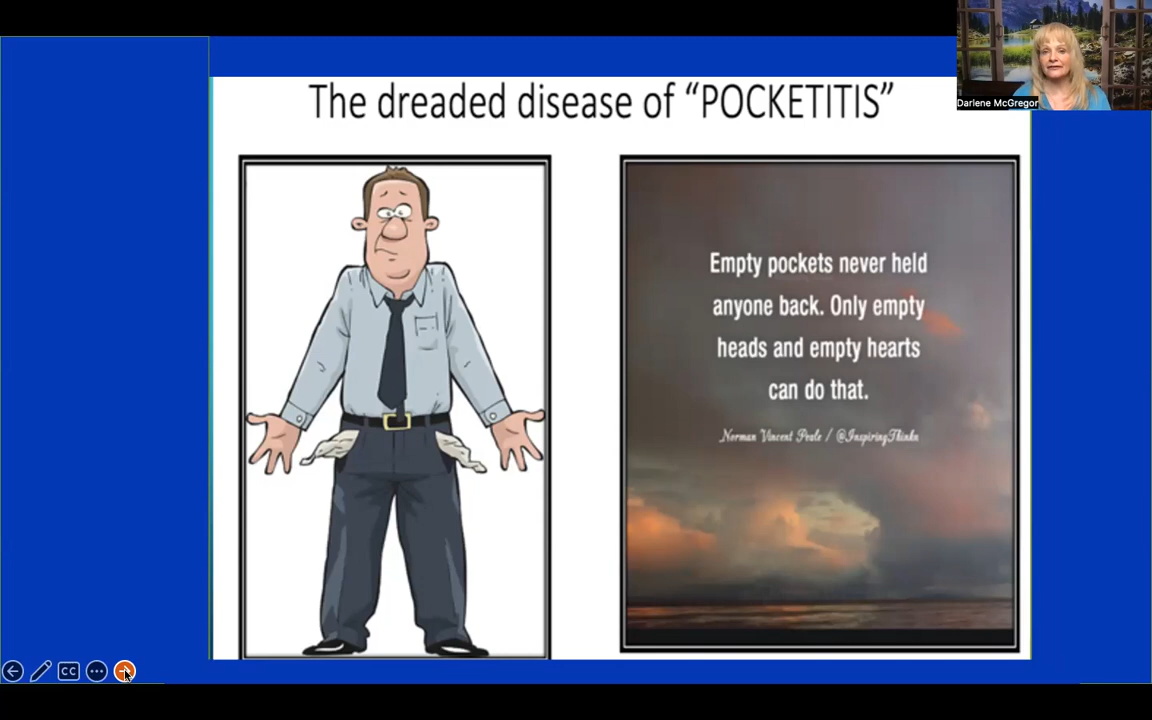 The dreaded disease of “POCKETITIS”
Darlene McGregor
Empty pockets never held
anyone back. Only empty
heads and empty hearts
can do that.
Norman Vincent Peale / @InspiringThinkn
CC